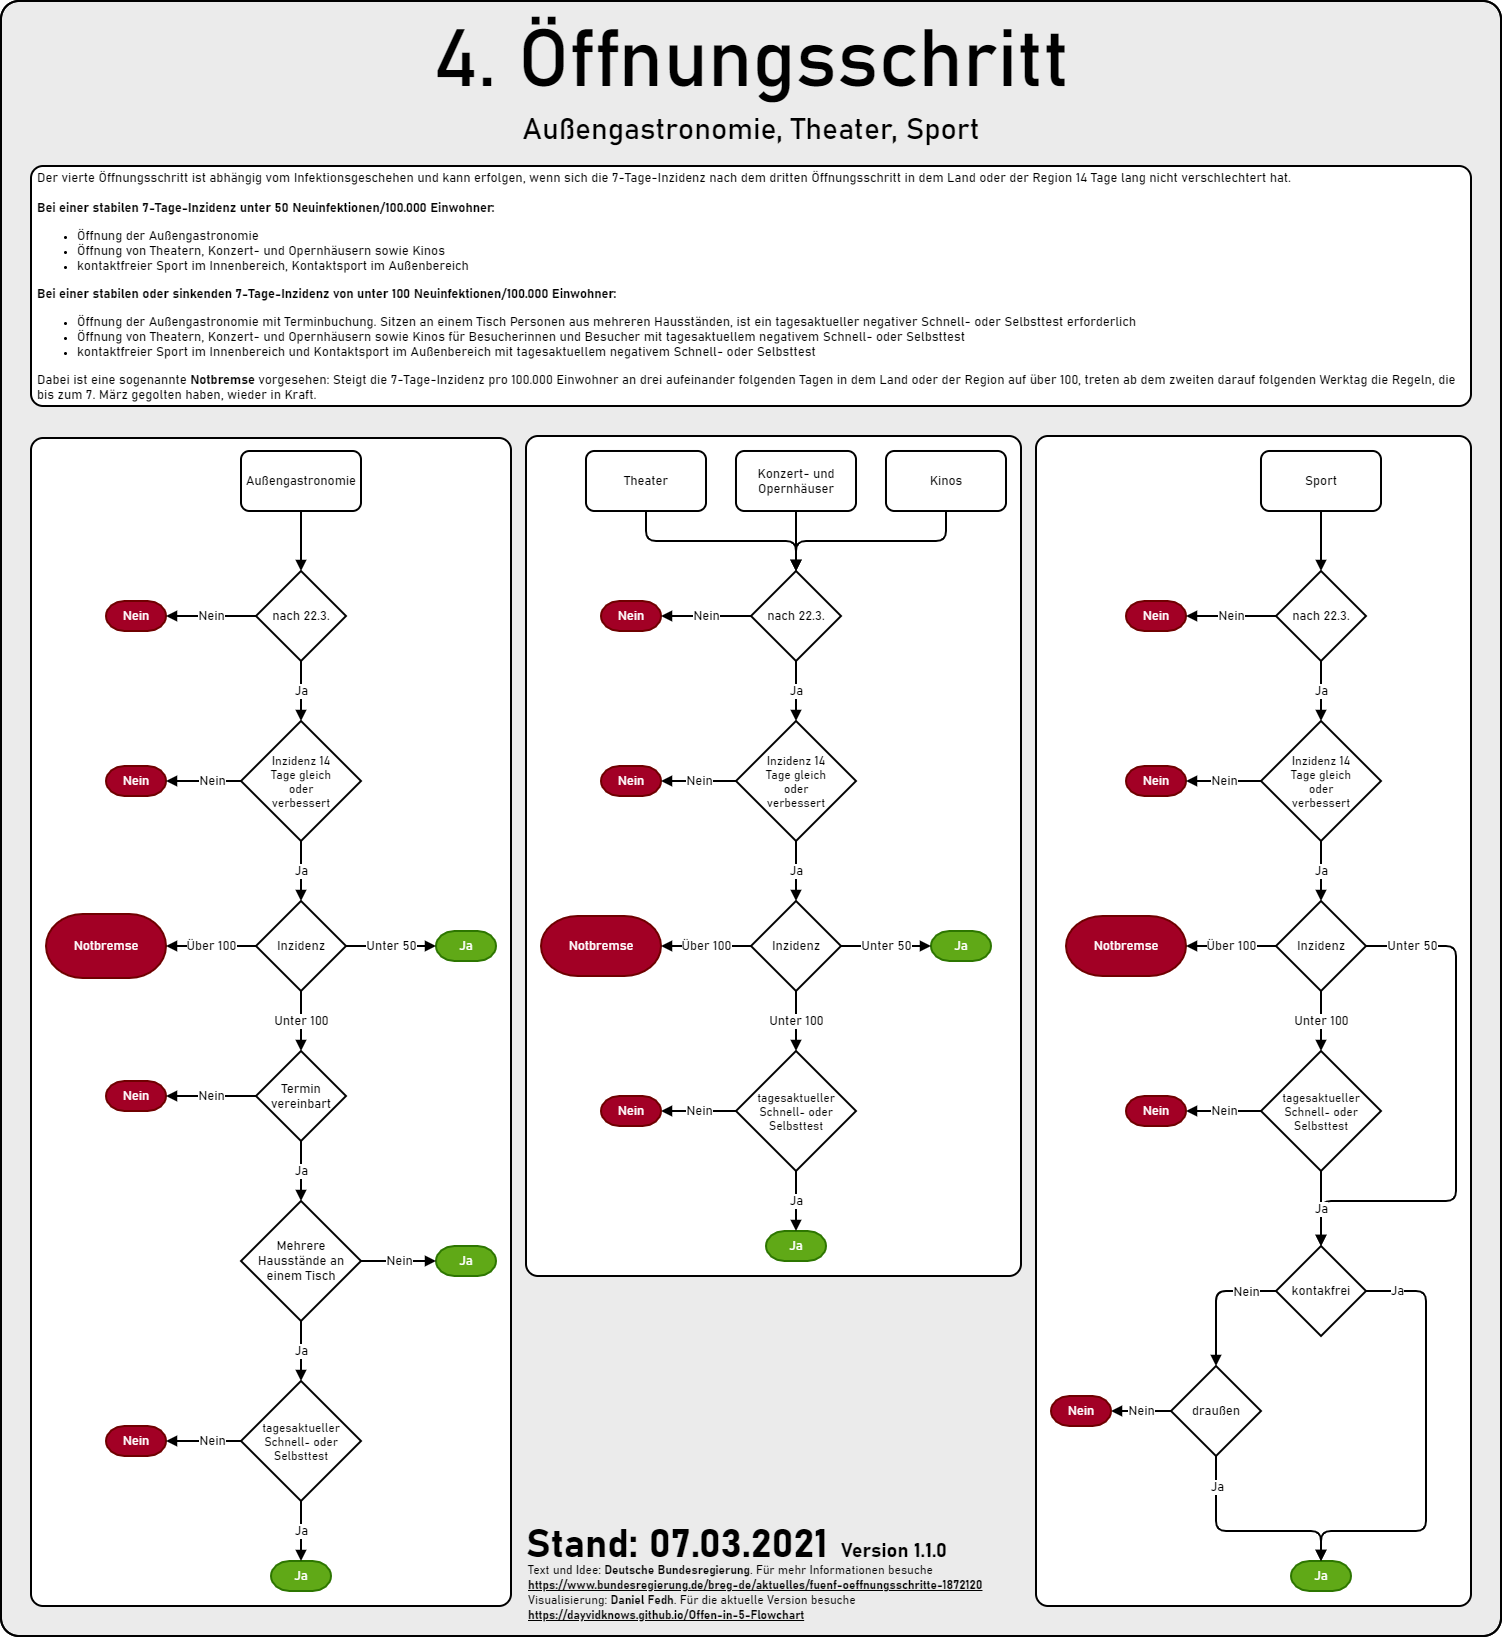 4. Öffnungsschritt
Außengastronomie, Theater, Sport
Der vierte Öffnungsschritt ist abhängig vom Infektionsgeschehen und kann erfolgen, wenn sich die 7-Tage-Inzidenz nach dem dritten Öffnungsschritt in dem Land oder der Region 14 Tage lang nicht verschlechtert hat.
Bei einer stabilen 7-Tage-Inzidenz unter 50 Neuinfektionen/100.000 Einwohner:
• Öffnung der Außengastronomie
• Öffnung von Theatern, Konzert- und Opernhäusern sowie Kinos
• kontaktfreier Sport im Innenbereich, Kontaktsport im Außenbereich
Bei einer stabilen oder sinkenden 7-Tage-Inzidenz von unter 100 Neuinfektionen/100.000 Einwohner:
• Öffnung der Außengastronomie mit Terminbuchung. Sitzen an einem Tisch Personen aus mehreren Hausständen, ist ein tagesaktueller negativer Schnell- oder Selbsttest erforderlich
• Öffnung von Theatern, Konzert- und Opernhäusern sowie Kinos für Besucherinnen und Besucher mit tagesaktuellem negativem Schnell- oder Selbsttest
• kontaktfreier Sport im Innenbereich und Kontaktsport im Außenbereich mit tagesaktuellem negativem Schnell- oder Selbsttest
Dabei ist eine sogenannte Notbremse vorgesehen: Steigt die 7-Tage-Inzidenz pro 100.000 Einwohner an drei aufeinander folgenden Tagen in dem Land oder der Region auf über 100, treten ab dem zweiten darauf folgenden Werktag die Regeln, die
bis zum 7. März gegolten haben, wieder in Kraft.
Außengastronomie
nach 22.3.
Nein
Nein
Ja
Inzidenz 14
Tage gleich
oder
verbessert
Nein
Nein
Ja
Inzidenz
Über 100
Notbremse
Unter 50
Ja
Unter 100
Termin
vereinbart
Nein
Nein
Ja
Mehrere
Hausstände an
einem Tisch
Nein
Ja
Ja
tagesaktueller
Schnell- oder
Selbsttest
Nein
Nein
Ja
Ja
Theater
Konzert- und
Opernhäuser
Kinos
nach 22.3.
Nein
Nein
Ja
Inzidenz 14
Tage gleich
oder
verbessert
Nein
Nein
Ja
Inzidenz
Über 100
Notbremse
Unter 50
Ja
Unter 100
tagesaktueller
Schnell- oder
Selbsttest
Nein
Nein
Ja
Ja
Sport
nach 22.3.
Nein
Nein
Ja
Inzidenz 14
Tage gleich
oder
verbessert
Nein
Nein
Ja
Inzidenz
Über 100
Notbremse
Unter 50
Unter 100
tagesaktueller
Schnell- oder
Selbsttest
Nein
Nein
Ja
kontakfrei
Nein
Ja
draußen
Nein
Nein
Ja
Ja
Stand: 07.03.2021 Version 1.1.0
Text und Idee: Deutsche Bundesregierung. Für mehr Informationen besuche
https://www.bundesregierung.de/breg-de/aktuelles/fuenf-oeffnungsschritte-1872120
Visualisierung: Daniel Fedh. Für die aktuelle Version besuche
https://dayvidknows.github.io/Offen-in-5-Flowchart